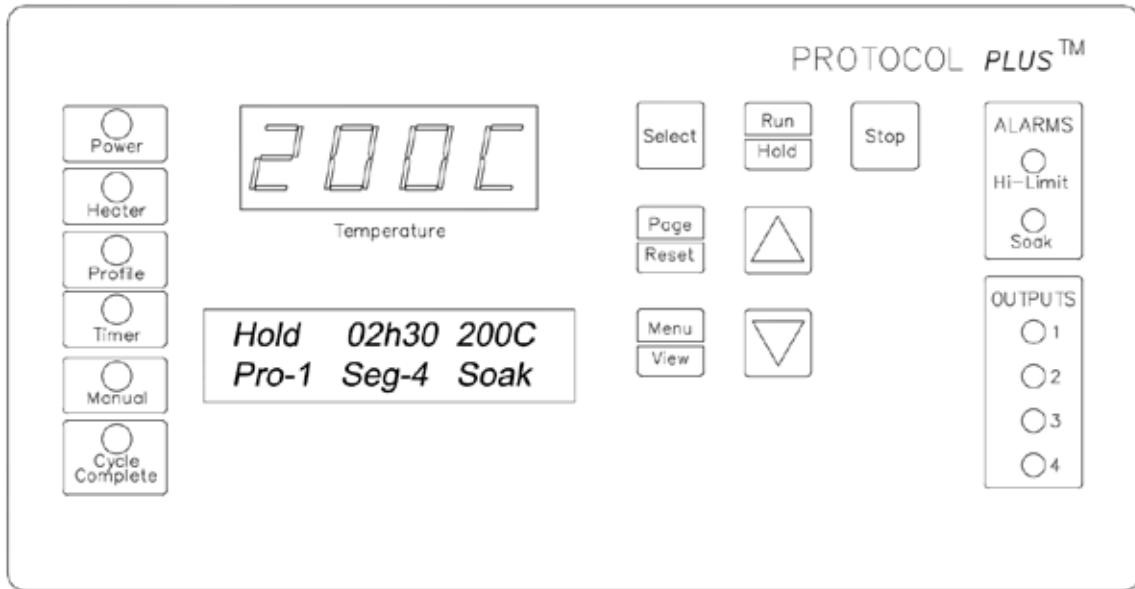 PROTOCOL PLUS™
Power
Heater
Profile
Timer
Manual
Cycle
Complete
200C
Temperature
Hold 02h30 200C
Pro-1 Seg-4 Soak
Select
Run
Hold
Stop
Page
Reset
Menu
View
ALARMS
Hi-Limit
Soak
OUTPUTS
1
2
3
4